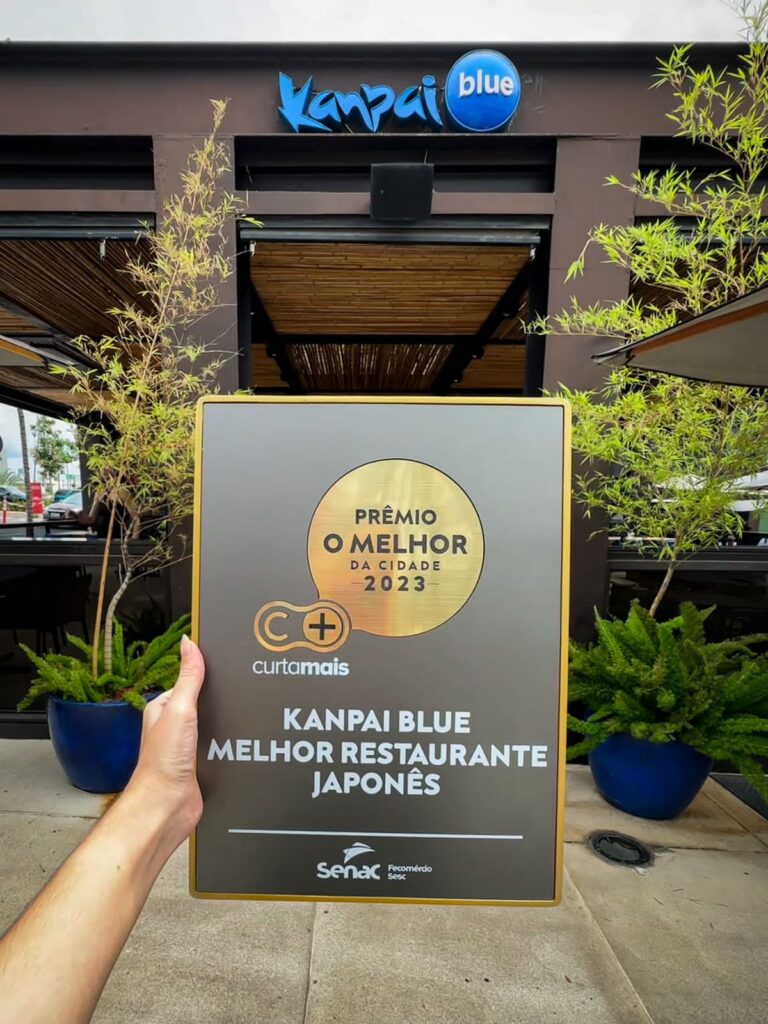 Kanpai blue
PRÊMIO
O MELHOR
DA CIDADE
2023
C+
curtamais
KANPAI BLUE
MELHOR RESTAURANTE
JAPONÊS
Senac Fecomércio
Sesc